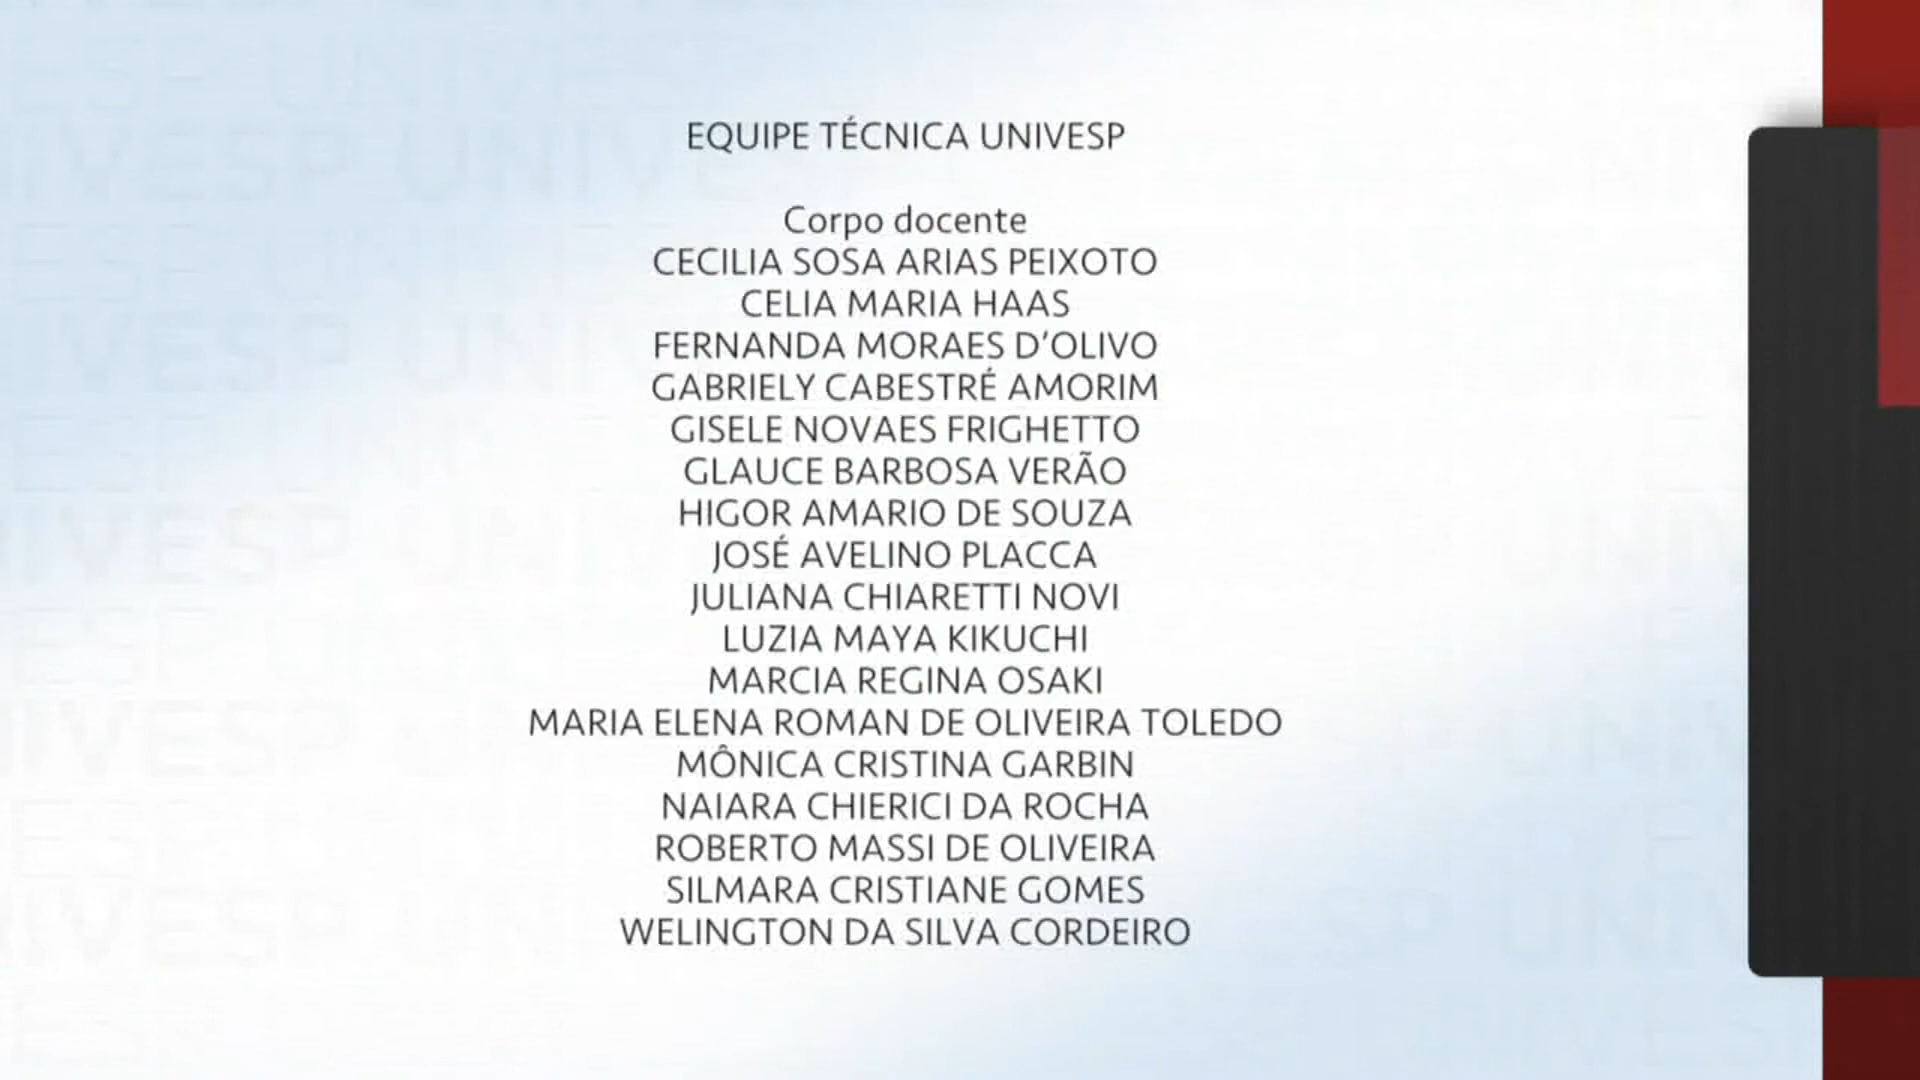 EQUIPE TÉCNICA UNIVESP
Corpo docente
CECILIA SOSA ARIAS PEIXOTO
CELIA MARIA HAAS
FERNANDA MORAES D’OLIVO
GABRIELY CABESTRÉ AMORIM
GISELE NOVAES FRIGHETTO
GLAUCE BARBOSA VERÃO
HIGOR AMARIO DE SOUZA
JOSÉ AVELINO PLACCA
JULIANA CHIARETTI NOVI
LUZIA MAYA KIKUCHI
MARCIA REGINA OSAKI
MARIA ELENA ROMAN DE OLIVEIRA TOLEDO
MÔNICA CRISTINA GARBIN
NAIARA CHIERICI DA ROCHA
ROBERTO MASSI DE OLIVEIRA
SILMARA CRISTIANE GOMES
WELINGTON DA SILVA CORDEIRO